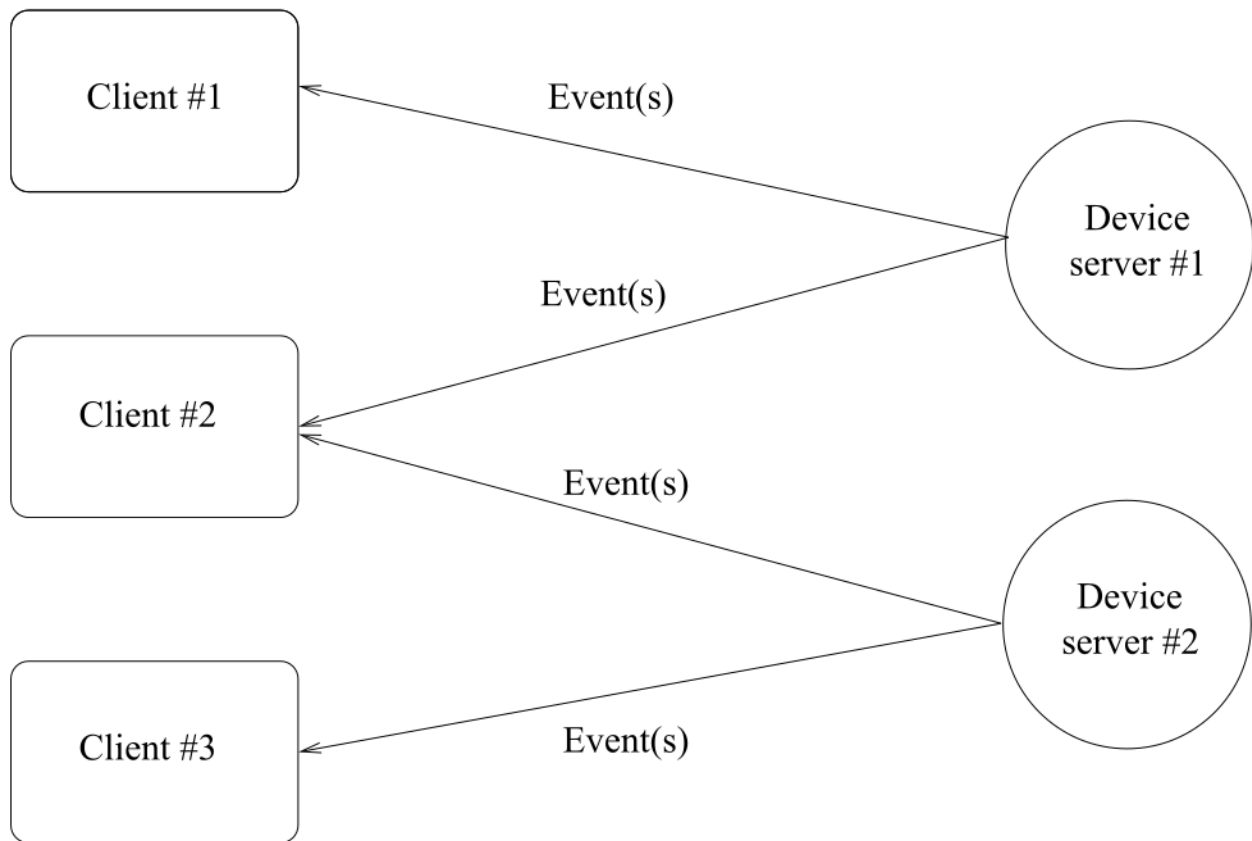 Client #1
Event(s)
Device
server #1
Event(s)
Client #2
Event(s)
Device
server #2
Client #3
Event(s)